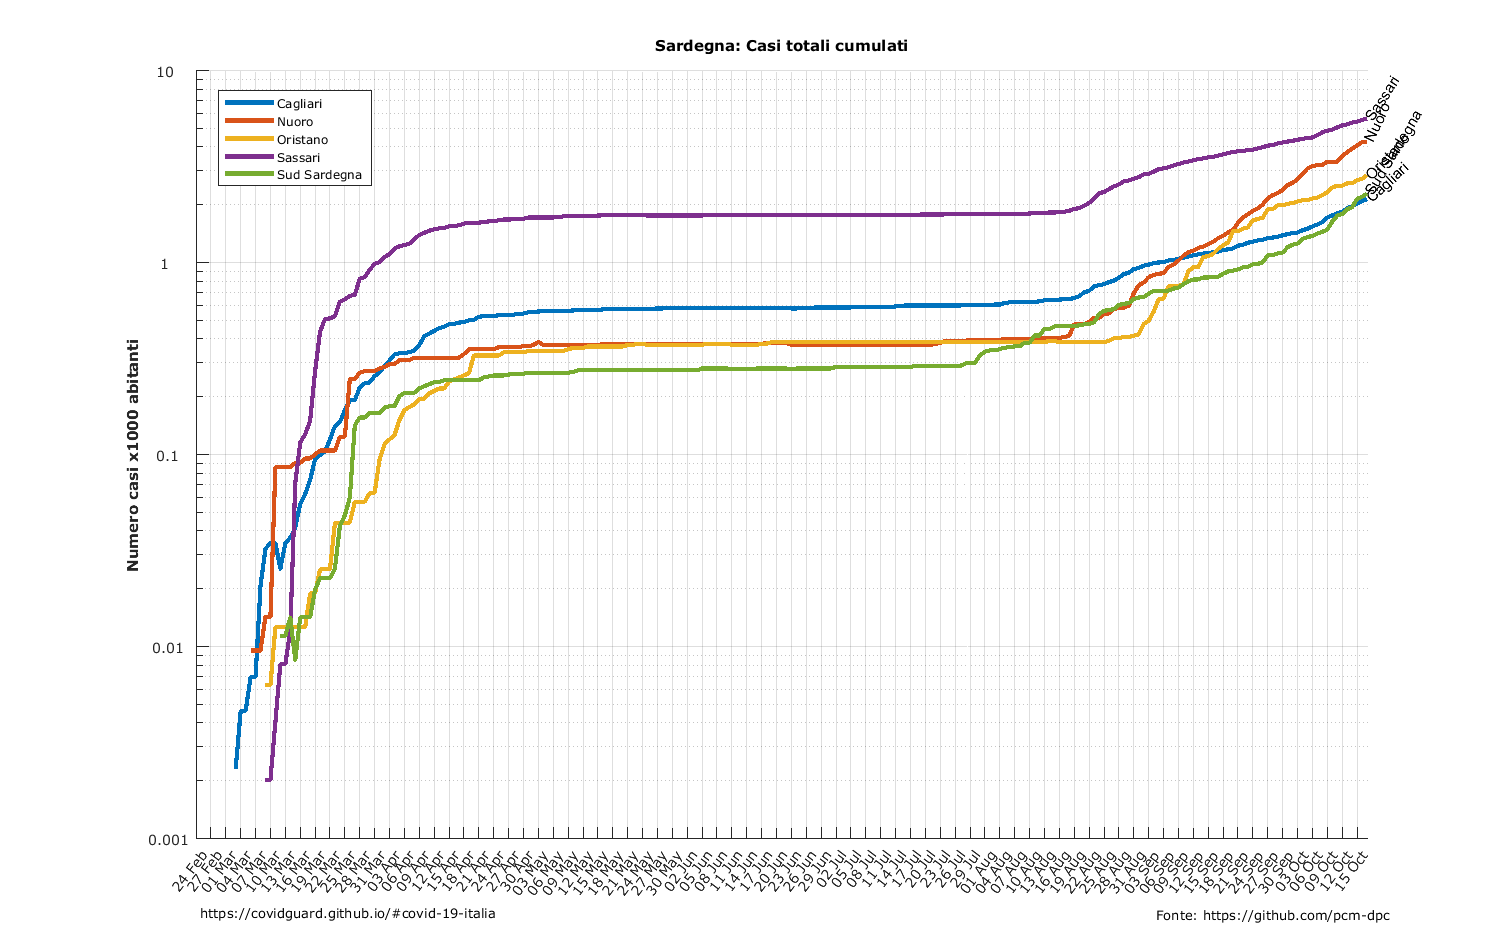 Sardegna: Casi totali cumulati
10
1
0.1
0.01
0.001
Numero casi x1000 abitanti
Cagliari
Nuoro
Oristano
Sassari
Sud Sardegna
Sassari
Nuoro
Oristano
Sud Sardegna
Cagliari
24 Feb
27 Feb
01 Mar
04 Mar
07 Mar
10 Mar
13 Mar
16 Mar
19 Mar
22 Mar
25 Mar
28 Mar
31 Mar
03 Apr
06 Apr
09 Apr
12 Apr
15 Apr
18 Apr
21 Apr
24 Apr
27 Apr
30 Apr
03 May
06 May
09 May
12 May
15 May
18 May
21 May
24 May
27 May
30 May
02 Jun
05 Jun
08 Jun
11 Jun
14 Jun
17 Jun
20 Jun
23 Jun
26 Jun
29 Jun
02 Jul
05 Jul
08 Jul
11 Jul
14 Jul
17 Jul
20 Jul
23 Jul
26 Jul
29 Jul
01 Aug
04 Aug
07 Aug
10 Aug
13 Aug
16 Aug
19 Aug
22 Aug
25 Aug
28 Aug
31 Aug
03 Sep
06 Sep
09 Sep
12 Sep
15 Sep
18 Sep
21 Sep
24 Sep
27 Sep
30 Sep
03 Oct
06 Oct
09 Oct
12 Oct
15 Oct
https://covidguard.github.io/#covid-19-italia
Fonte: https://github.com/pcm-dpc